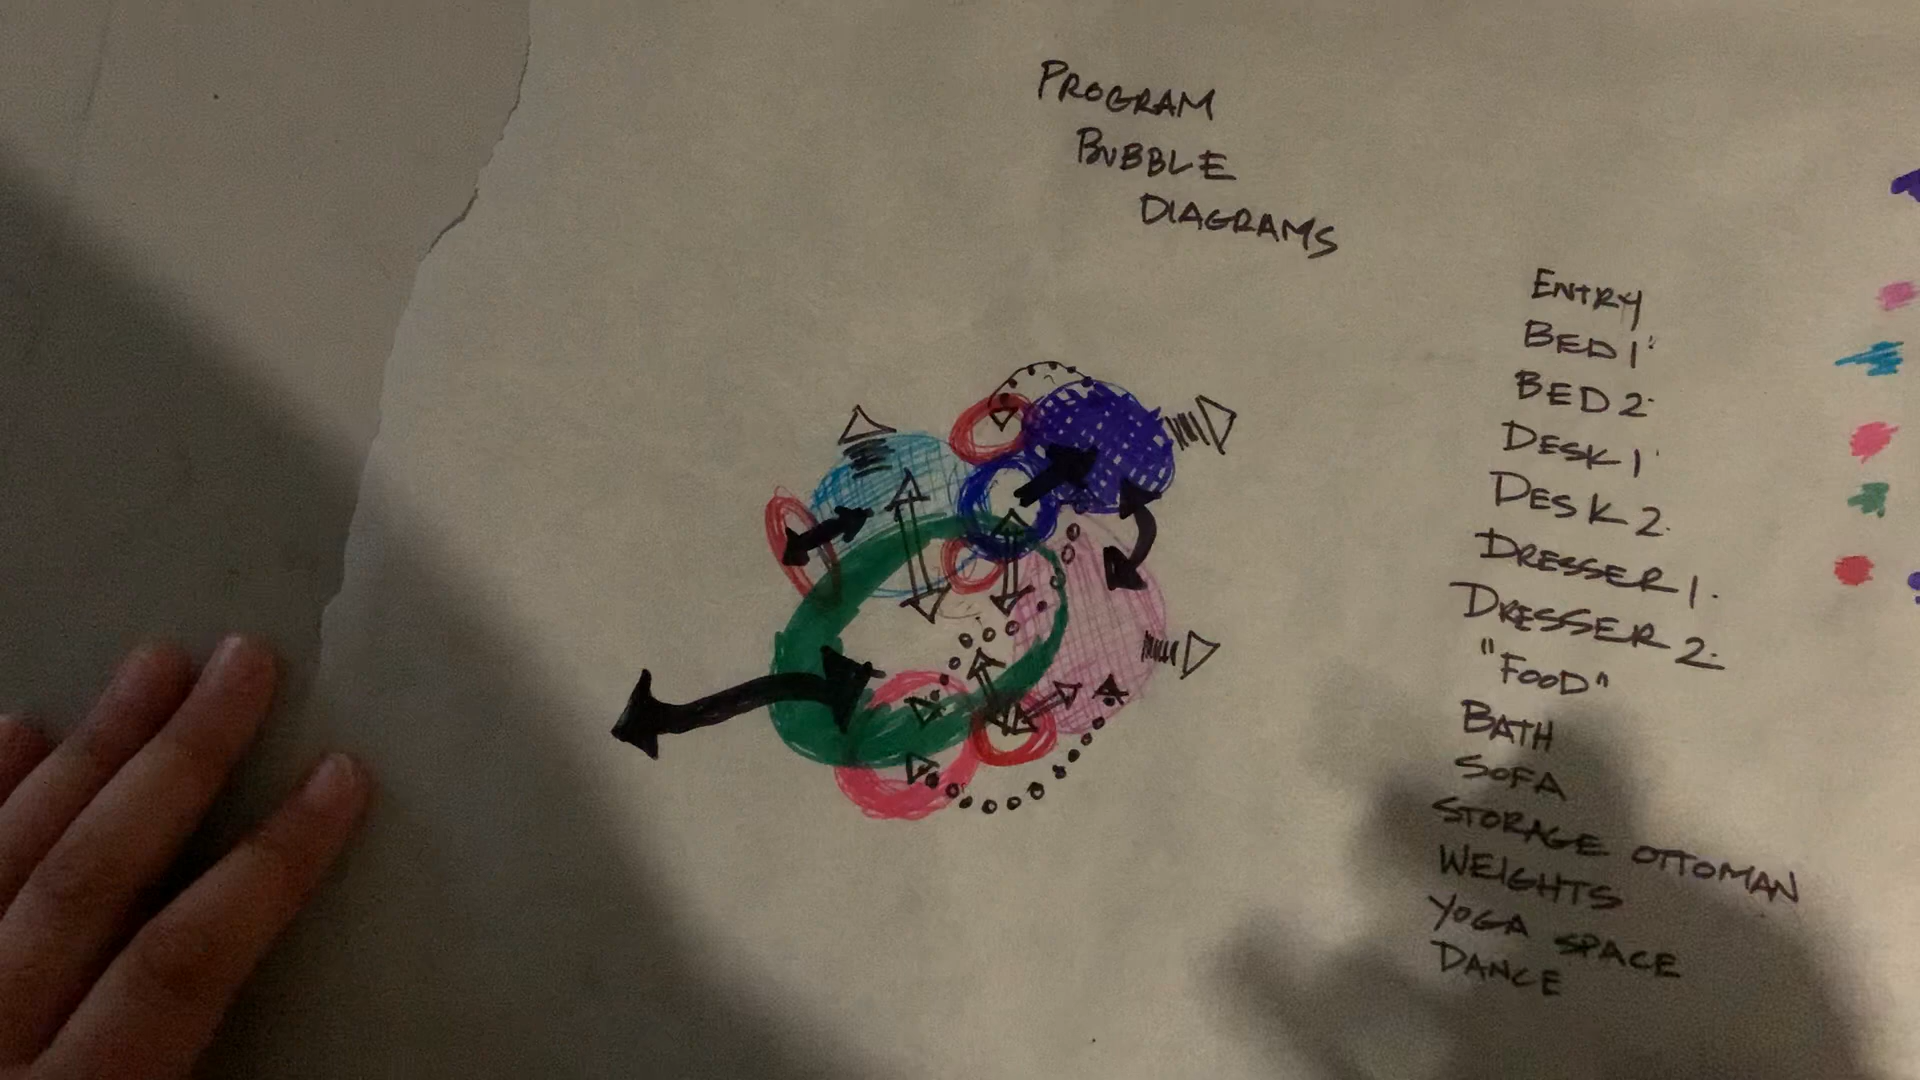 PROGRAM
BUBBLE
DIAGRAMS
ENTRY
BED 1
BED 2
DESK 1
DESK 2
DRESSER 1
DRESSER 2
"FOOD"
BATH
SOFA
STORAGE OTTOMAN
WEIGHTS
YOGA SPACE
DANCE